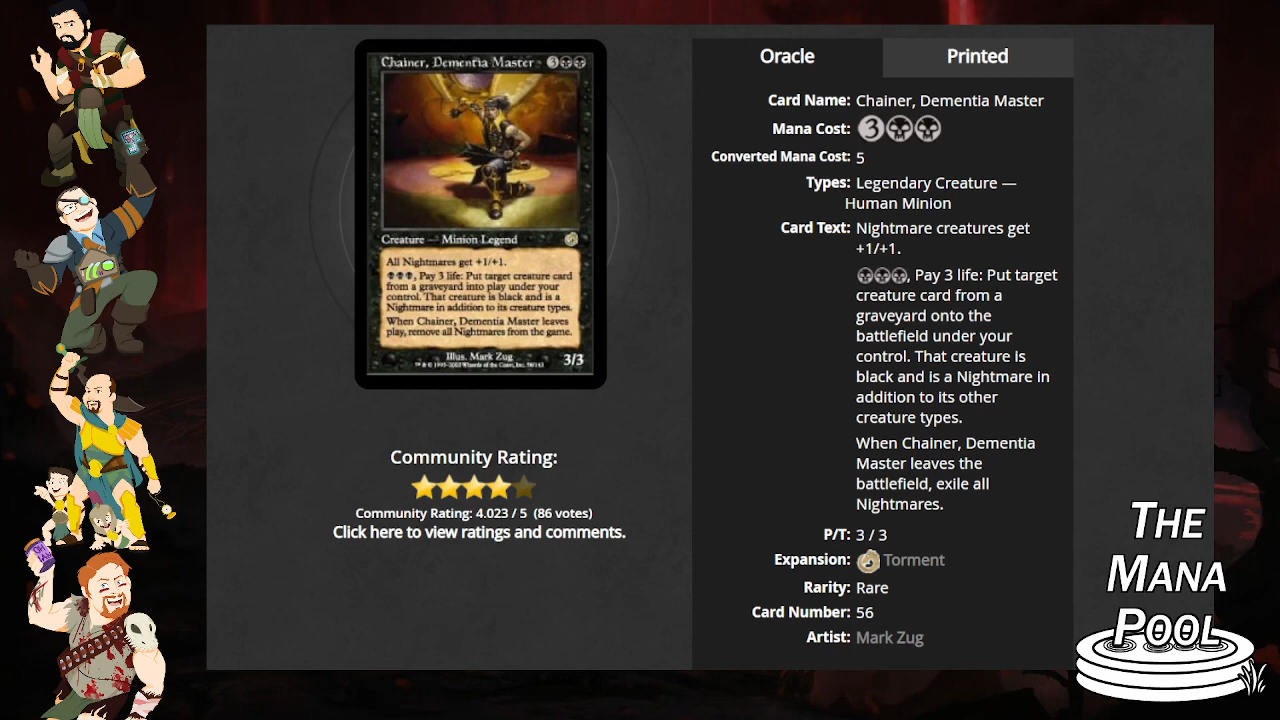 Chainer, Dementia Master 3
Creature — Minion Legend
All Nightmares get +1/+1.
, Pay 3 life: Put target creature card
from a graveyard into play under your
control. That creature is black and is a
Nightmare in addition to its creature types.
When Chainer, Dementia Master leaves
play, remove all Nightmares from the game.
Illus. Mark Zug
3/3
Community Rating:
Community Rating: 4.023 / 5 (86 votes)
Click here to view ratings and comments.
Oracle Printed
Card Name: Chainer, Dementia Master
Mana Cost: 3
Converted Mana Cost: 5
Types: Legendary Creature —
Human Minion
Card Text: Nightmare creatures get
+1/+1.
, Pay 3 life: Put target
creature card from a
graveyard onto the
battlefield under your
control. That creature is
black and is a Nightmare in
addition to its other
creature types.
When Chainer, Dementia
Master leaves the
battlefield, exile all
Nightmares.
P/T: 3 / 3
Expansion: Torment
Rarity: Rare
Card Number: 56
Artist: Mark Zug
THE
MANA
POOL